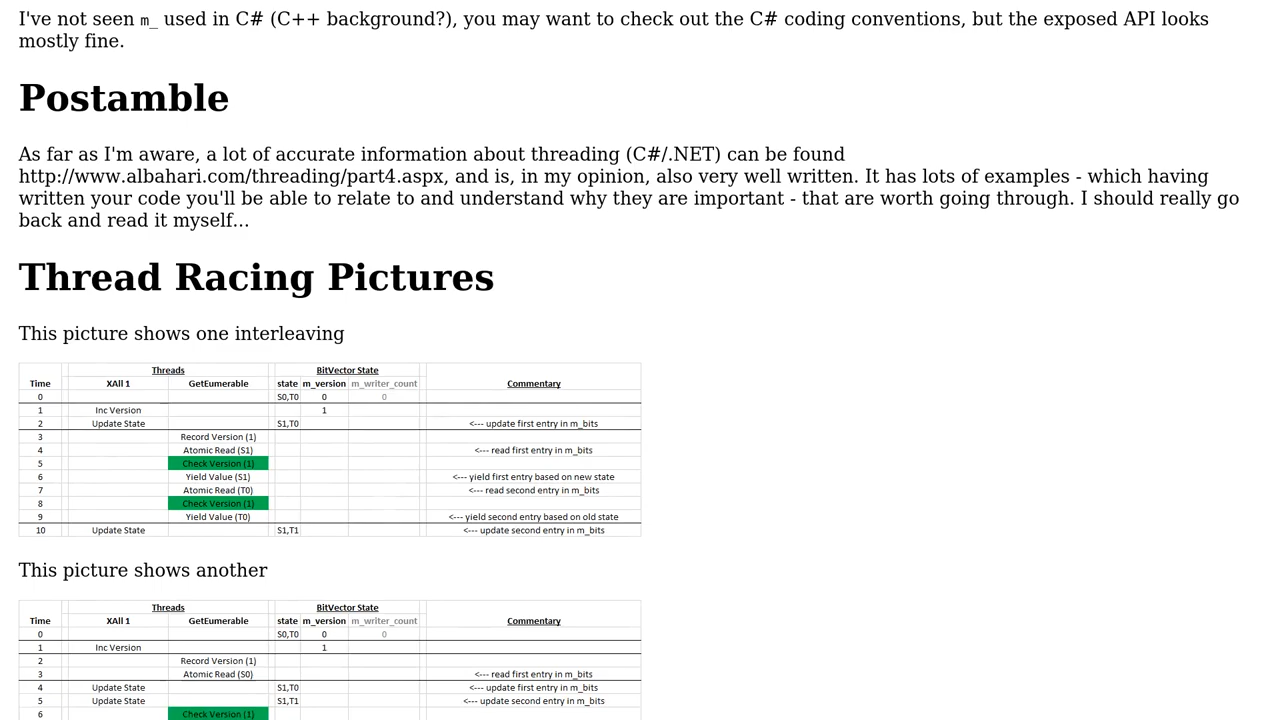 I've not seen m_ used in C# (C++ background?), you may want to check out the C# coding conventions, but the exposed API looks
mostly fine.
Postamble
As far as I'm aware, a lot of accurate information about threading (C#/.NET) can be found
http://www.albahari.com/threading/part4.aspx, and is, in my opinion, also very well written. It has lots of examples - which having
written your code you'll be able to relate to and understand why they are important - that are worth going through. I should really go
back and read it myself...
Thread Racing Pictures
This picture shows one interleaving
Threads BitVector State
Time XAll 1 GetEumerable state m_version m_writer_count Commentary
0 S0,T0 0 0
1 Inc Version 1
2 Update State S1,T0 <--- update first entry in m_bits
3 Record Version (1)
4 Atomic Read (S1) <--- read first entry in m_bits
5 Check Version (1)
6 Yield Value (S1) <--- yield first entry based on new state
7 Atomic Read (T0) <--- read second entry in m_bits
8 Check Version (1)
9 Yield Value (T0) <--- yield second entry based on old state
10 Update State S1,T1 <--- update second entry in m_bits
This picture shows another
Threads BitVector State
Time XAll 1 GetEumerable state m_version m_writer_count Commentary
0 S0,T0 0 0
1 Inc Version 1
2 Record Version (1)
3 Atomic Read (S0) <--- read first entry in m_bits
4 Update State S1,T0 <--- update first entry in m_bits
5 Update State S1,T1 <--- update second entry in m_bits
6 Check Version (1)